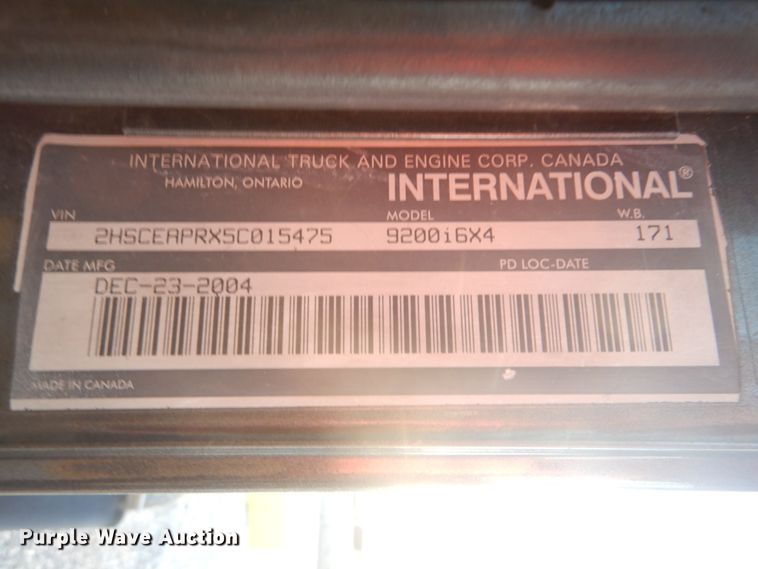 INTERNATIONAL TRUCK AND ENGINE CORP. CANADA
HAMILTON, ONTARIO
INTERNATIONAL®
VIN MODEL W.B.
2HSCEAPRX5C015475 9200i6X4 171
DATE MFG PD LOC-DATE
DEC-23-2004
MADE IN CANADA
Purple Wave Auction